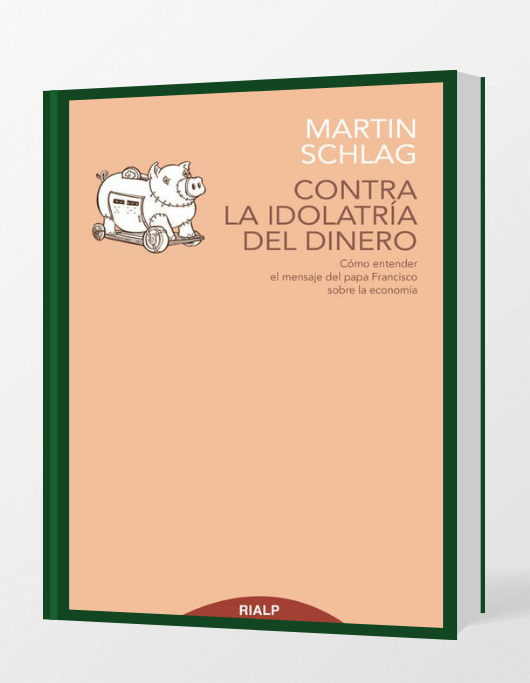 MARTIN
SCHLAG
CONTRA
LA IDOLATRÍA
DEL DINERO
Cómo entender
el mensaje del papa Francisco
sobre la economía
RIALP